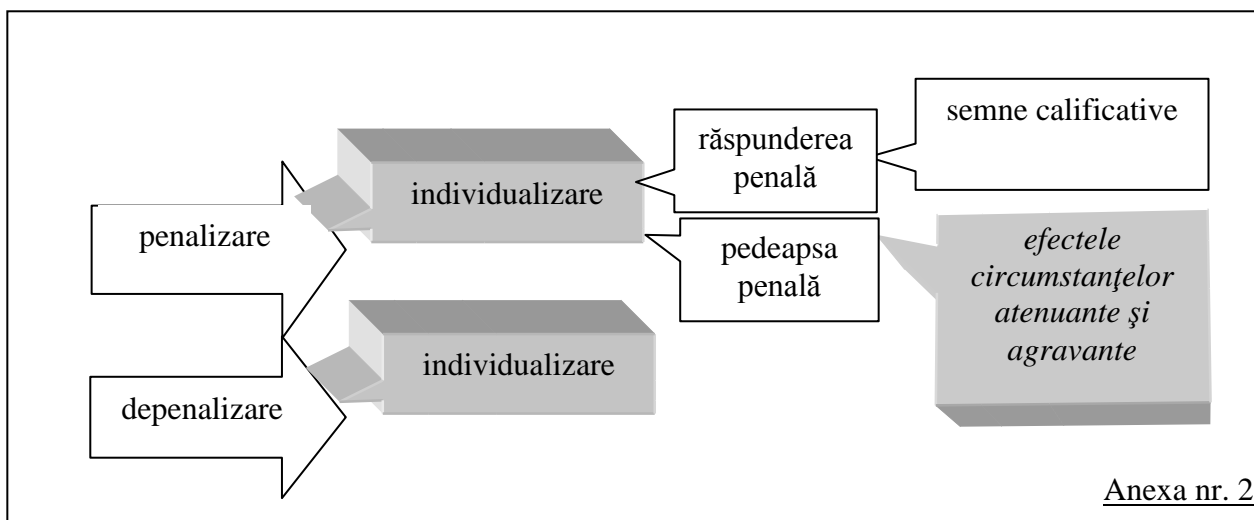 penalizare
individualizare
răspunderea
penală
semne calificative
pedeapsa
penală
efectele
circumstanţelor
atenuante şi
agravante
depenalizare
individualizare
Anexa nr. 2